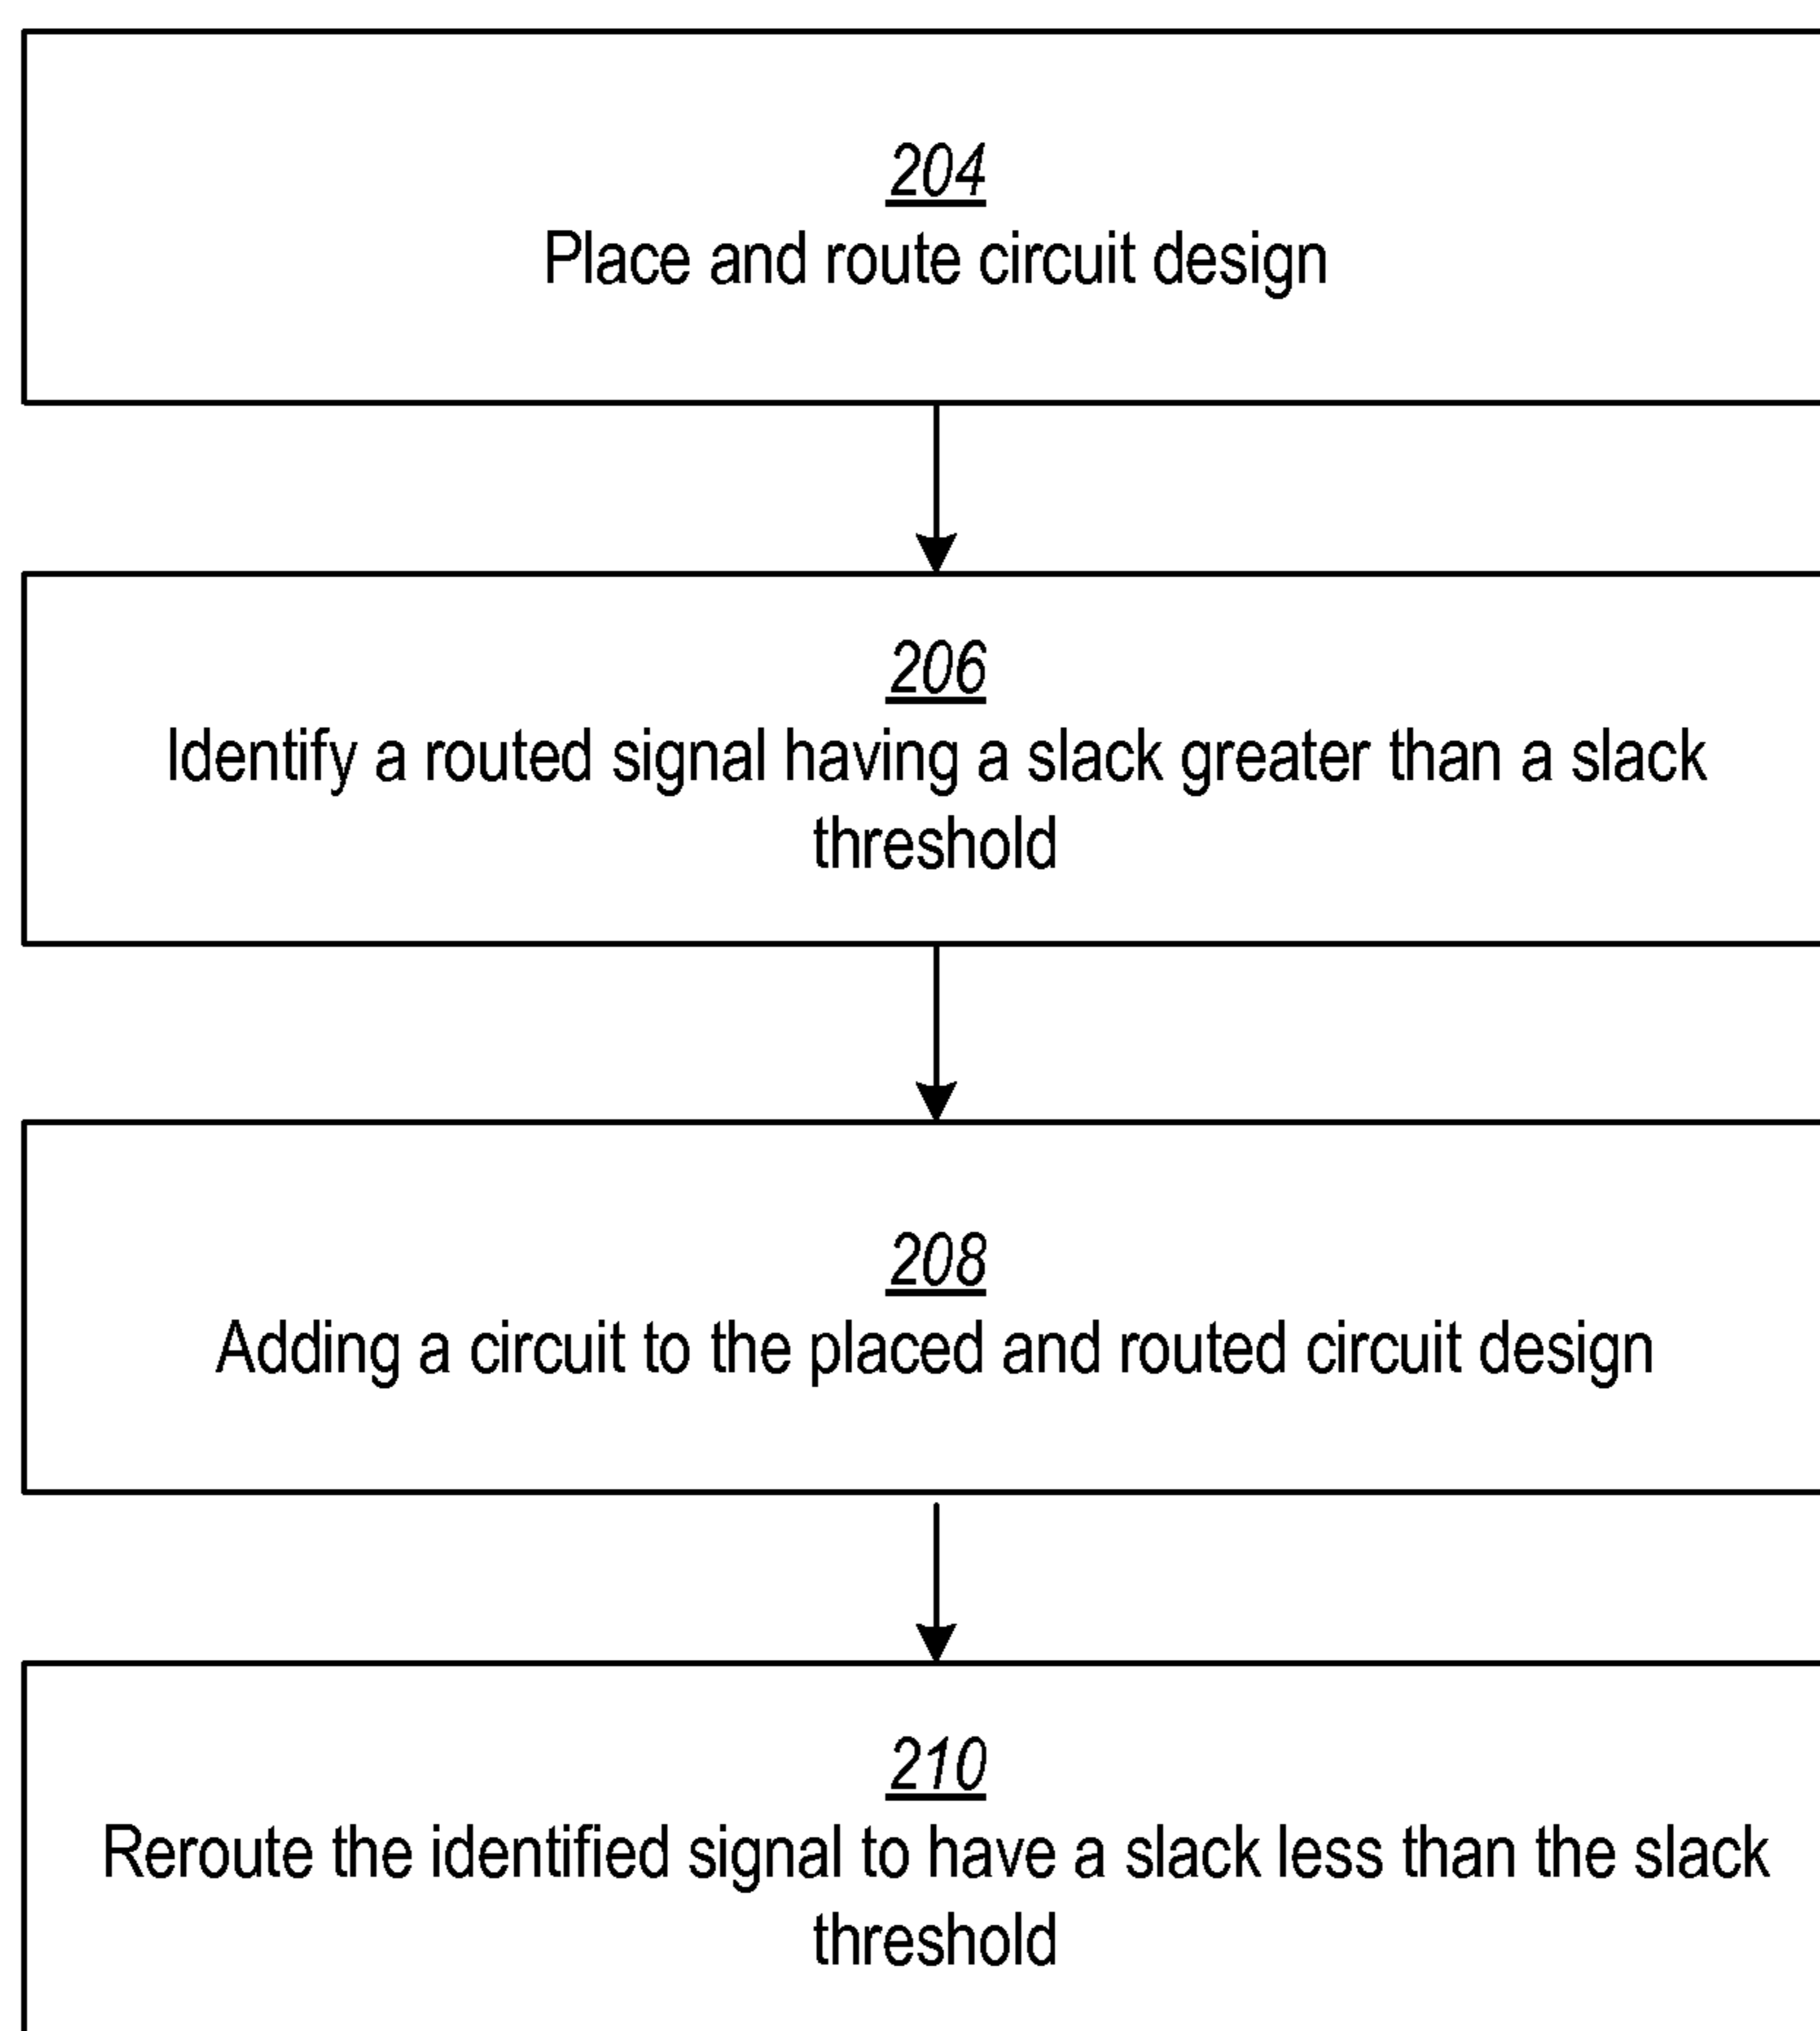 204
Place and route circuit design
206
Identify a routed signal having a slack greater than a slack
threshold
208
Adding a circuit to the placed and routed circuit design
210
Reroute the identified signal to have a slack less than the slack
threshold